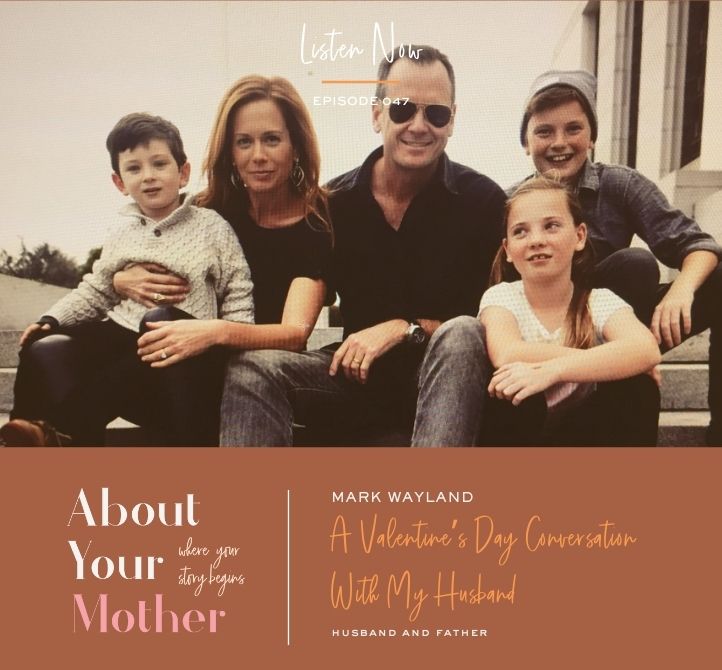 Listen Now
EPISODE 047
About
Your
where your
story begins
Mother
MARK WAYLAND
A Valentine's Day Conversation
With My Husband
HUSBAND AND FATHER